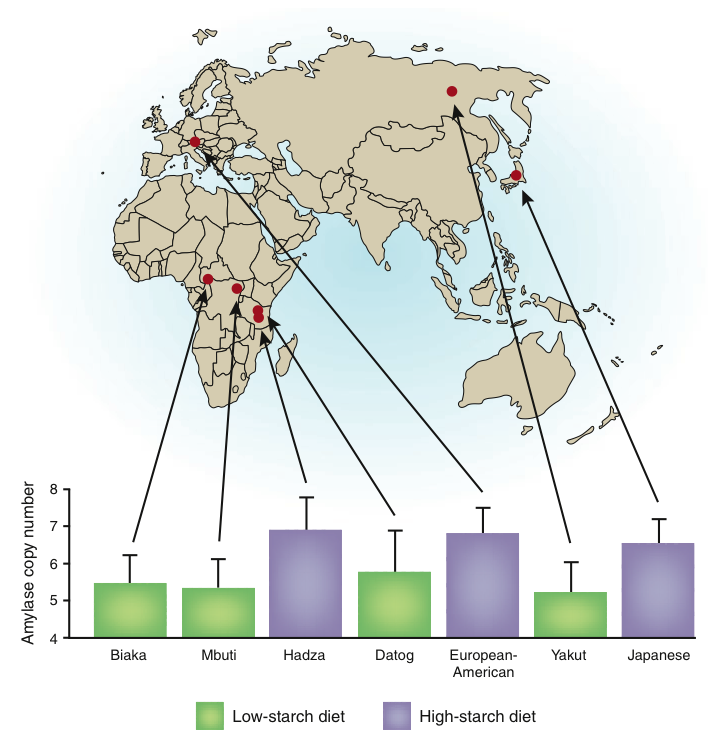 Amylase copy number
8
7
6
5
4
Biaka
Mbuti
Hadza
Datog
European-
American
Yakut
Japanese
Low-starch diet
High-starch diet